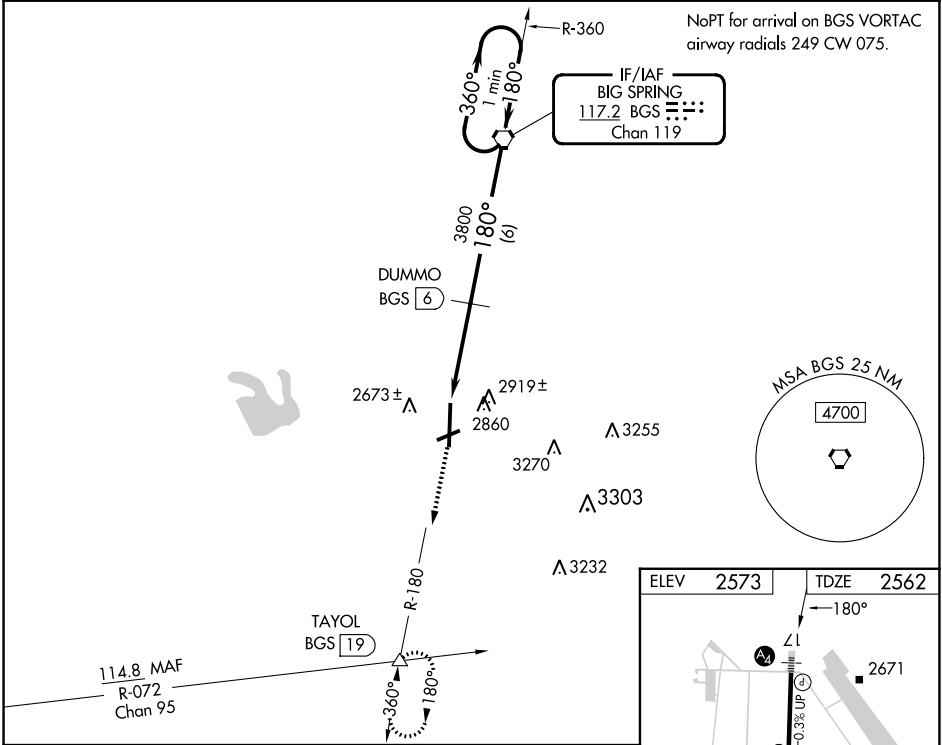 R-360
NoPT for arrival on BGS VORTAC
airway radials 249 CW 075.
360°
1 min
180°
IF/IAF
BIG SPRING
117.2 BGS
Chan 119
3800
180°
(6)
DUMMO
BGS 6
2673±
2919±
2860
3255
3270
3303
3232
MSA BGS 25 NM
4700
R-180
TAYOL
BGS 19
114.8 MAF
R-072
Chan 95
360°
180°
ELEV 2573
TDZE 2562
180°
17
A4
2671
d
0.3% UP